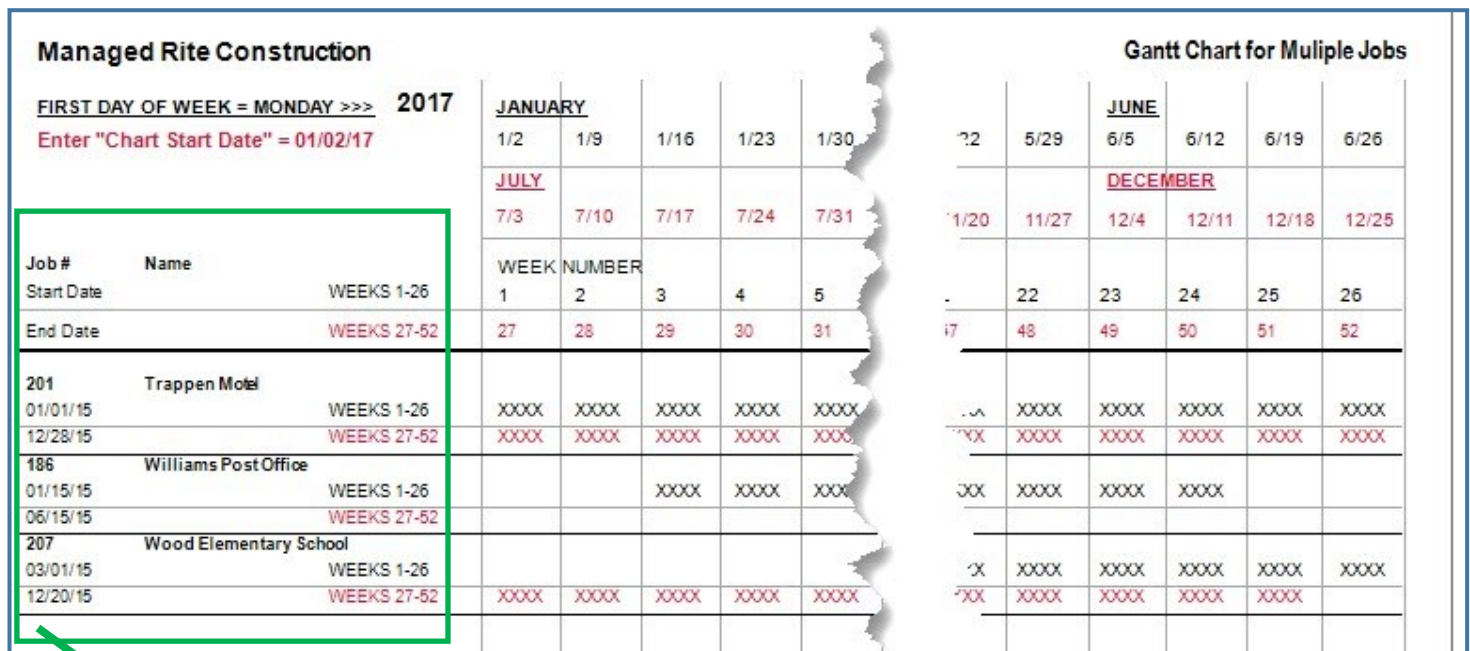 Managed Rite Construction Gantt Chart for Muliple Jobs
FIRST DAY OF WEEK = MONDAY >>> 2017 JANUARY JUNE
Enter "Chart Start Date" = 01/02/17 1/2 1/9 1/16 1/23 1/30 5/29 6/5 6/12 6/19 6/26
JULY DECEMBER
7/3 7/10 7/17 7/24 7/31 1/20 11/27 12/4 12/11 12/18 12/25
Job # Name WEEK NUMBER
Start Date WEEKS 1-26 1 2 3 4 5 22 23 24 25 26
End Date WEEKS 27-52 27 28 29 30 31 48 49 50 51 52
201 Trappen Motel
01/01/15 WEEKS 1-26 XXXX XXXX XXXX XXXX XXXX XXXX XXXX XXXX XXXX XXXX
12/28/15 WEEKS 27-52 XXXX XXXX XXXX XXXX XXXX XX XXXX XXXX XXXX XXXX XXXX
186 Williams Post Office
01/15/15 WEEKS 1-26 XXXX XXXX XXX XXX XXXX XXXX XXXX
06/15/15 WEEKS 27-52
207 Wood Elementary School
03/01/15 WEEKS 1-26 X XXXX XXXX XXXX XXXX XXXX
12/20/15 WEEKS 27-52 XXXX XXXX XXXX XXXX XXXX XX XXXX XXXX XXXX XXXX